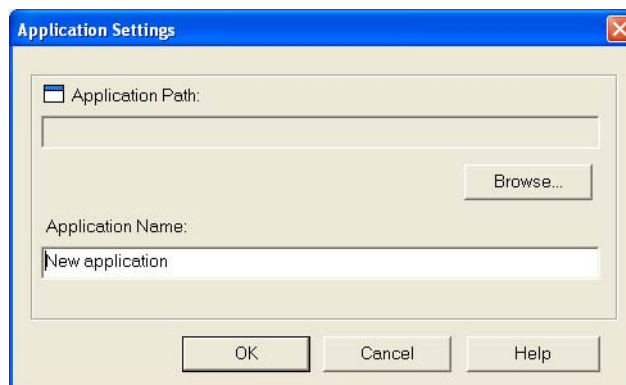 Application Settings
Application Path:
Browse...
Application Name:
New application
OK Cancel Help